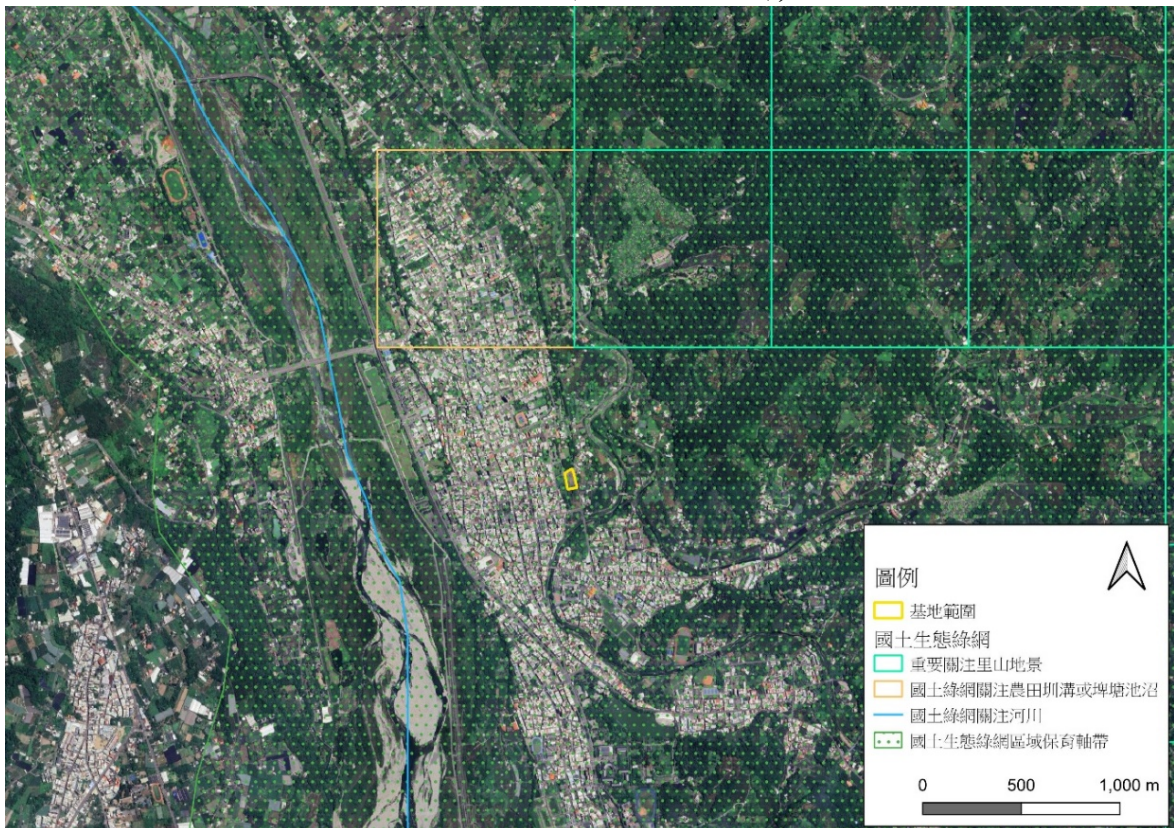 圖例
基地範圍
國土生態綠網
重要關注里山地景
國土綠網關注農田圳溝或埤塘池沼
國土綠網關注河川
國土生態綠網區域保育軸帶
0 500 1,000 m